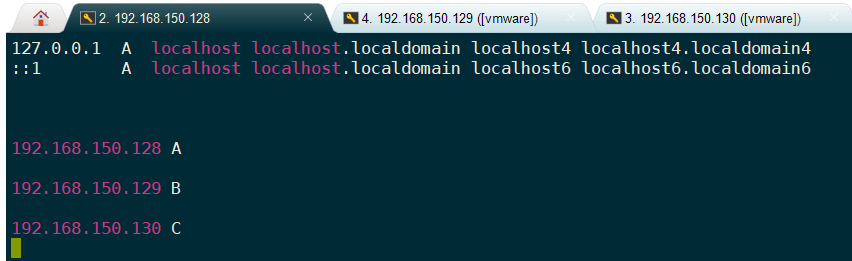 2. 192.168.150.128
4. 192.168.150.129 ([vmware])
3. 192.168.150.130 ([vmware])
127.0.0.1  A  localhost localhost.localdomain localhost4 localhost4.localdomain4
::1        A  localhost localhost.localdomain localhost6 localhost6.localdomain6
192.168.150.128 A
192.168.150.129 B
192.168.150.130 C